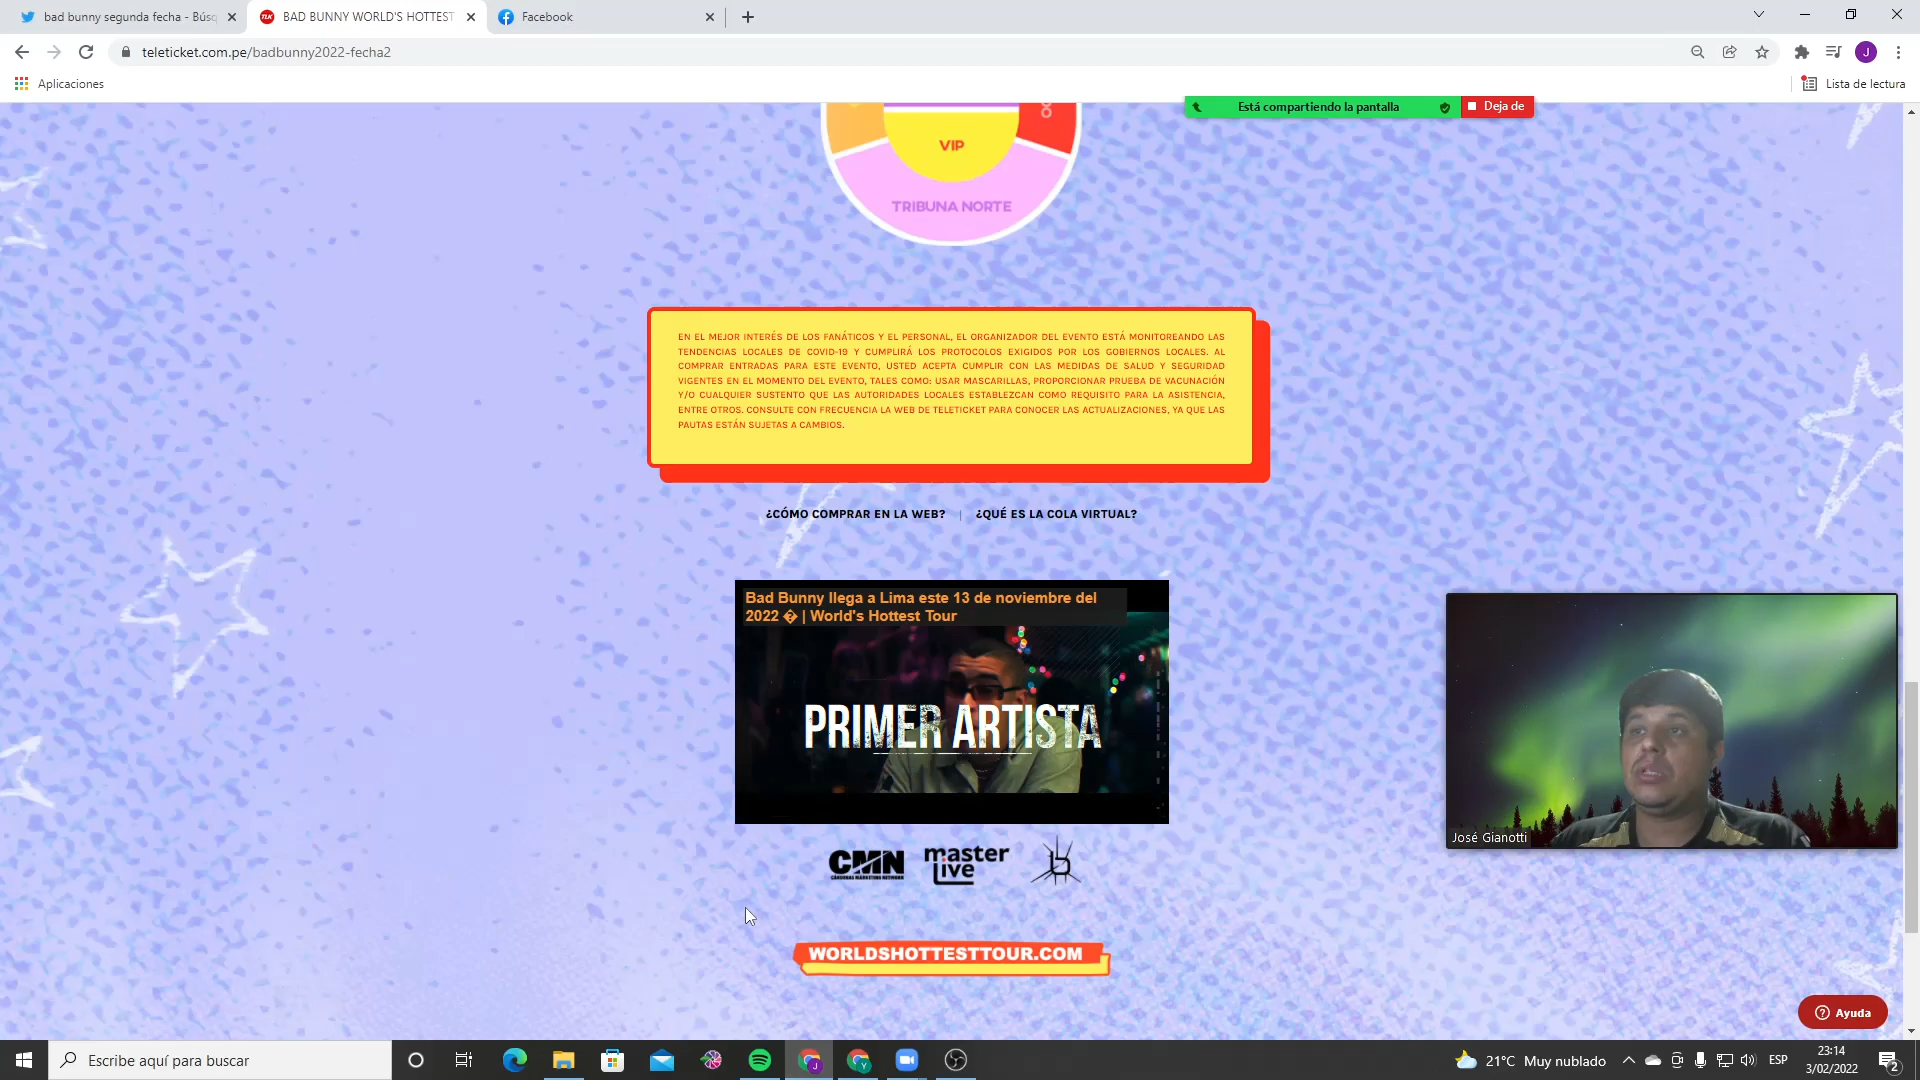 bad bunny segunda fecha - Búsq
BAD BUNNY WORLD'S HOTTEST
Facebook
teleticket.com.pe/badbunny2022-fecha2
J
Aplicaciones
Lista de lectura
Está compartiendo la pantalla
Deja de
VIP
TRIBUNA NORTE
EN EL MEJOR INTERÉS DE LOS FANÁTICOS Y EL PERSONAL, EL ORGANIZADOR DEL EVENTO ESTÁ MONITOREANDO LAS
TENDENCIAS LOCALES DE COVID-19 Y CUMPLIRÁ LOS PROTOCOLOS EXIGIDOS POR LOS GOBIERNOS LOCALES. AL
COMPRAR ENTRADAS PARA ESTE EVENTO, USTED ACEPTA CUMPLIR CON LAS MEDIDAS DE SALUD Y SEGURIDAD
VIGENTES EN EL MOMENTO DEL EVENTO, TALES COMO: USAR MASCARILLAS, PROPORCIONAR PRUEBA DE VACUNACIÓN
Y/O CUALQUIER SUSTENTO QUE LAS AUTORIDADES LOCALES ESTABLEZCAN COMO REQUISITO PARA LA ASISTENCIA,
ENTRE OTROS. CONSULTE CON FRECUENCIA LA WEB DE TELETICKET PARA CONOCER LAS ACTUALIZACIONES, YA QUE LAS
PAUTAS ESTÁN SUJETAS A CAMBIOS.
¿CÓMO COMPRAR EN LA WEB? | ¿QUÉ ES LA COLA VIRTUAL?
Bad Bunny llega a Lima este 13 de noviembre del
2022 � | World's Hottest Tour
PRIMER ARTISTA
José Gianotti
CMN
CÁRDENAS MARKETING NETWORK
master
live
WORLDSHOTTESTTOUR.COM
Ayuda
Escribe aquí para buscar
21°C Muy nublado
ESP
23:14
3/02/2022
2